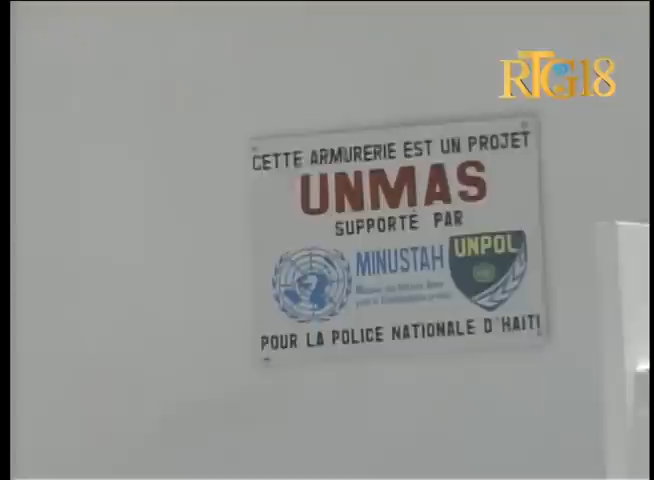 RTG18
CETTE ARMURERIE EST UN PROJET
UNMAS
SUPPORTÉ PAR
MINUSTAH
UNPOL
POUR LA POLICE NATIONALE D'HAITI